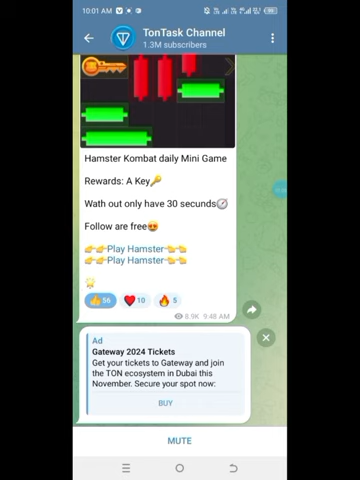 10:01 AM
TonTask Channel
1.3M subscribers
Hamster Kombat daily Mini Game
Rewards: A Key🔑
Wath out only have 30 seconds🧭
Follow are free😍
👉👉Play Hamster👈👈
👉👉Play Hamster👈👈
👍 56 ❤️ 10 🔥 5
8.9K 9:48 AM
Ad
Gateway 2024 Tickets
Get your tickets to Gateway and join
the TON ecosystem in Dubai this
November. Secure your spot now:
BUY
MUTE